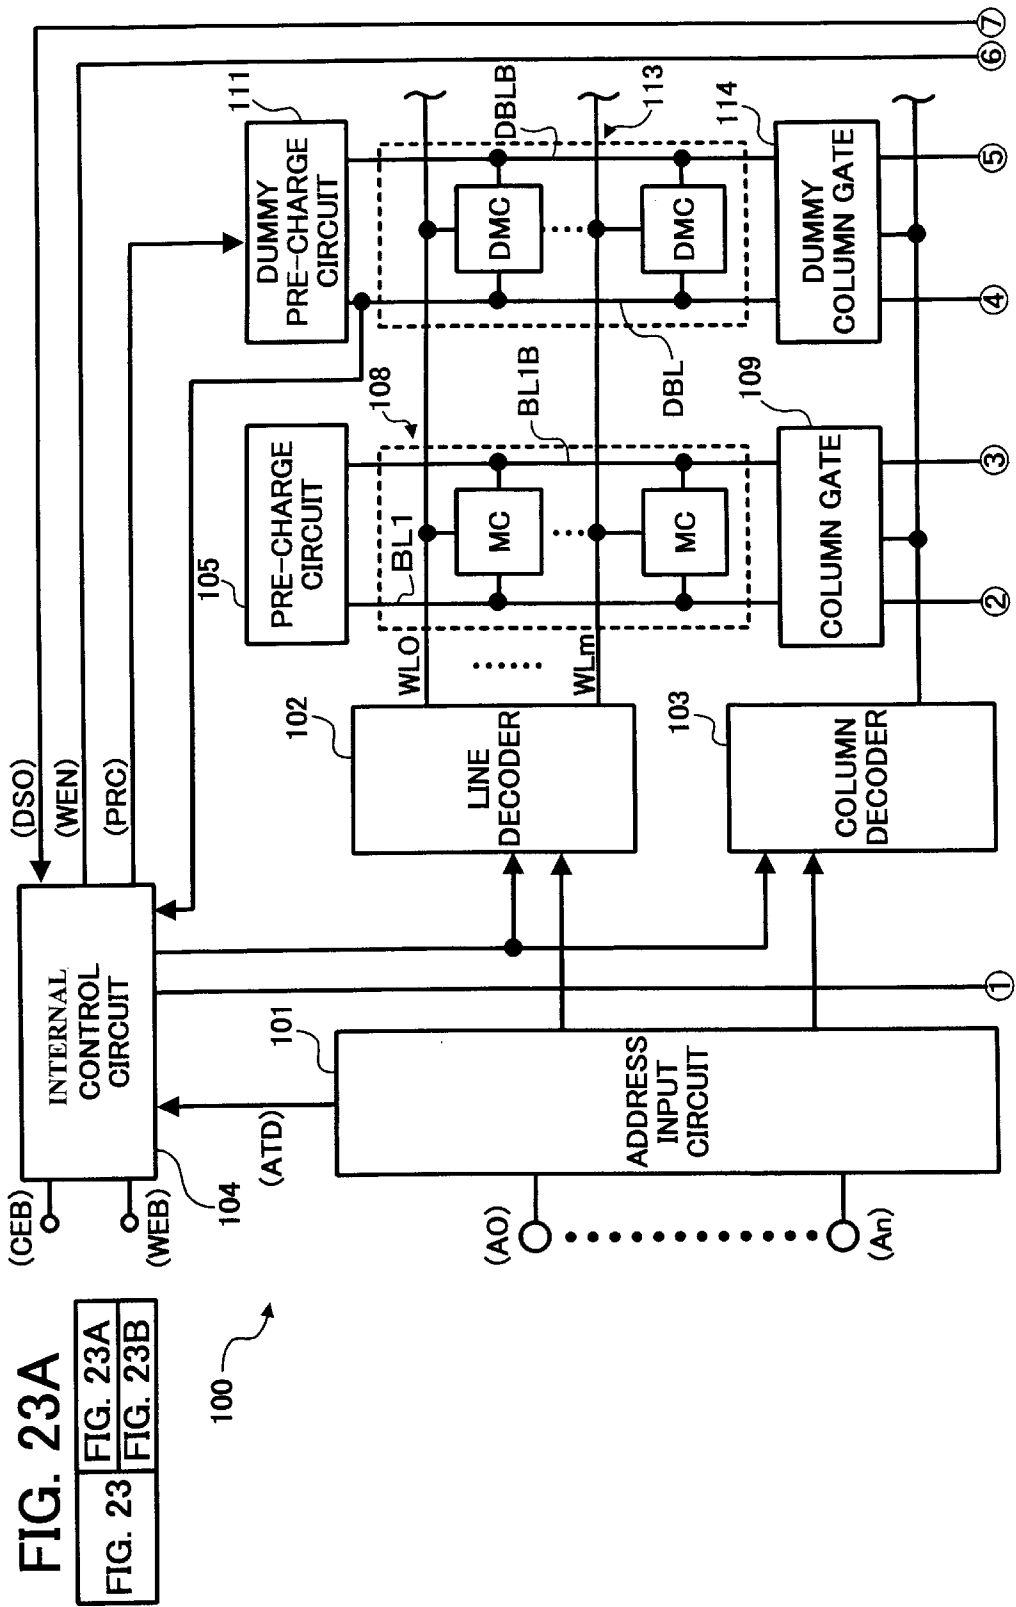 FIG. 23A
FIG. 23
FIG. 23A
FIG. 23B
100
(CEB)
(WEB)
104
INTERNAL
CONTROL
CIRCUIT
(DSO)
(WEN)
(PRC)
(ATD)
101
ADDRESS
INPUT
CIRCUIT
(A0)
(An)
102
LINE
DECODER
103
COLUMN
DECODER
WL0
WLm
105
PRE-CHARGE
CIRCUIT
BL1
108
BL1B
MC
MC
109
COLUMN GATE
111
DUMMY
PRE-CHARGE
CIRCUIT
DBLB
113
DMC
DMC
DBL
114
DUMMY
COLUMN GATE
①
②
③
④
⑤
⑥
⑦